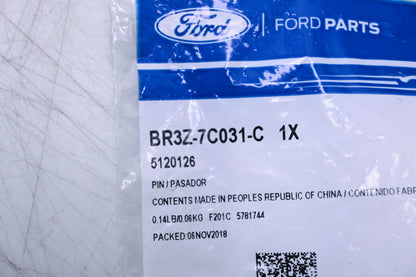 Ford
FORD PARTS
BR3Z-7C031-C 1X
5120126
PIN / PASADOR
CONTENTS MADE IN PEOPLES REPUBLIC OF CHINA / CONTENIDO FABR
0.14LB/0.06KG F201C 5781744
PACKED:06NOV2018